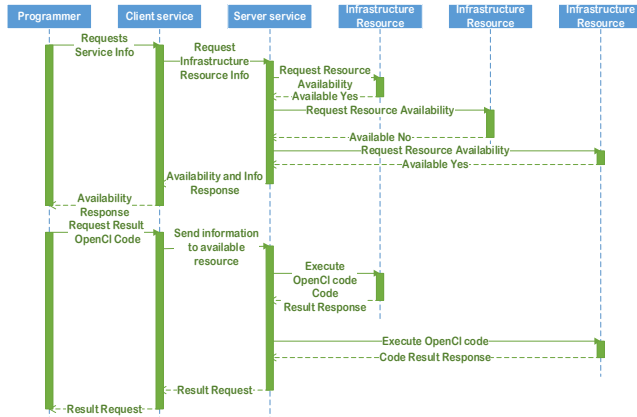 Programmer
Client service
Server service
Infrastructure
Resource
Infrastructure
Resource
Infrastructure
Resource
Requests
Service Info
Request
Infrastructure
Resource Info
Request Resource
Availability
Available Yes
Request Resource Availability
Available No
Request Resource Availability
Available Yes
Availability and Info
Response
Availability
Response
Request Result
OpenCl Code
Send information
to available
resource
Execute
OpenCl code
Code
Result Response
Execute OpenCl code
Code Result Response
Result Request
Result Request